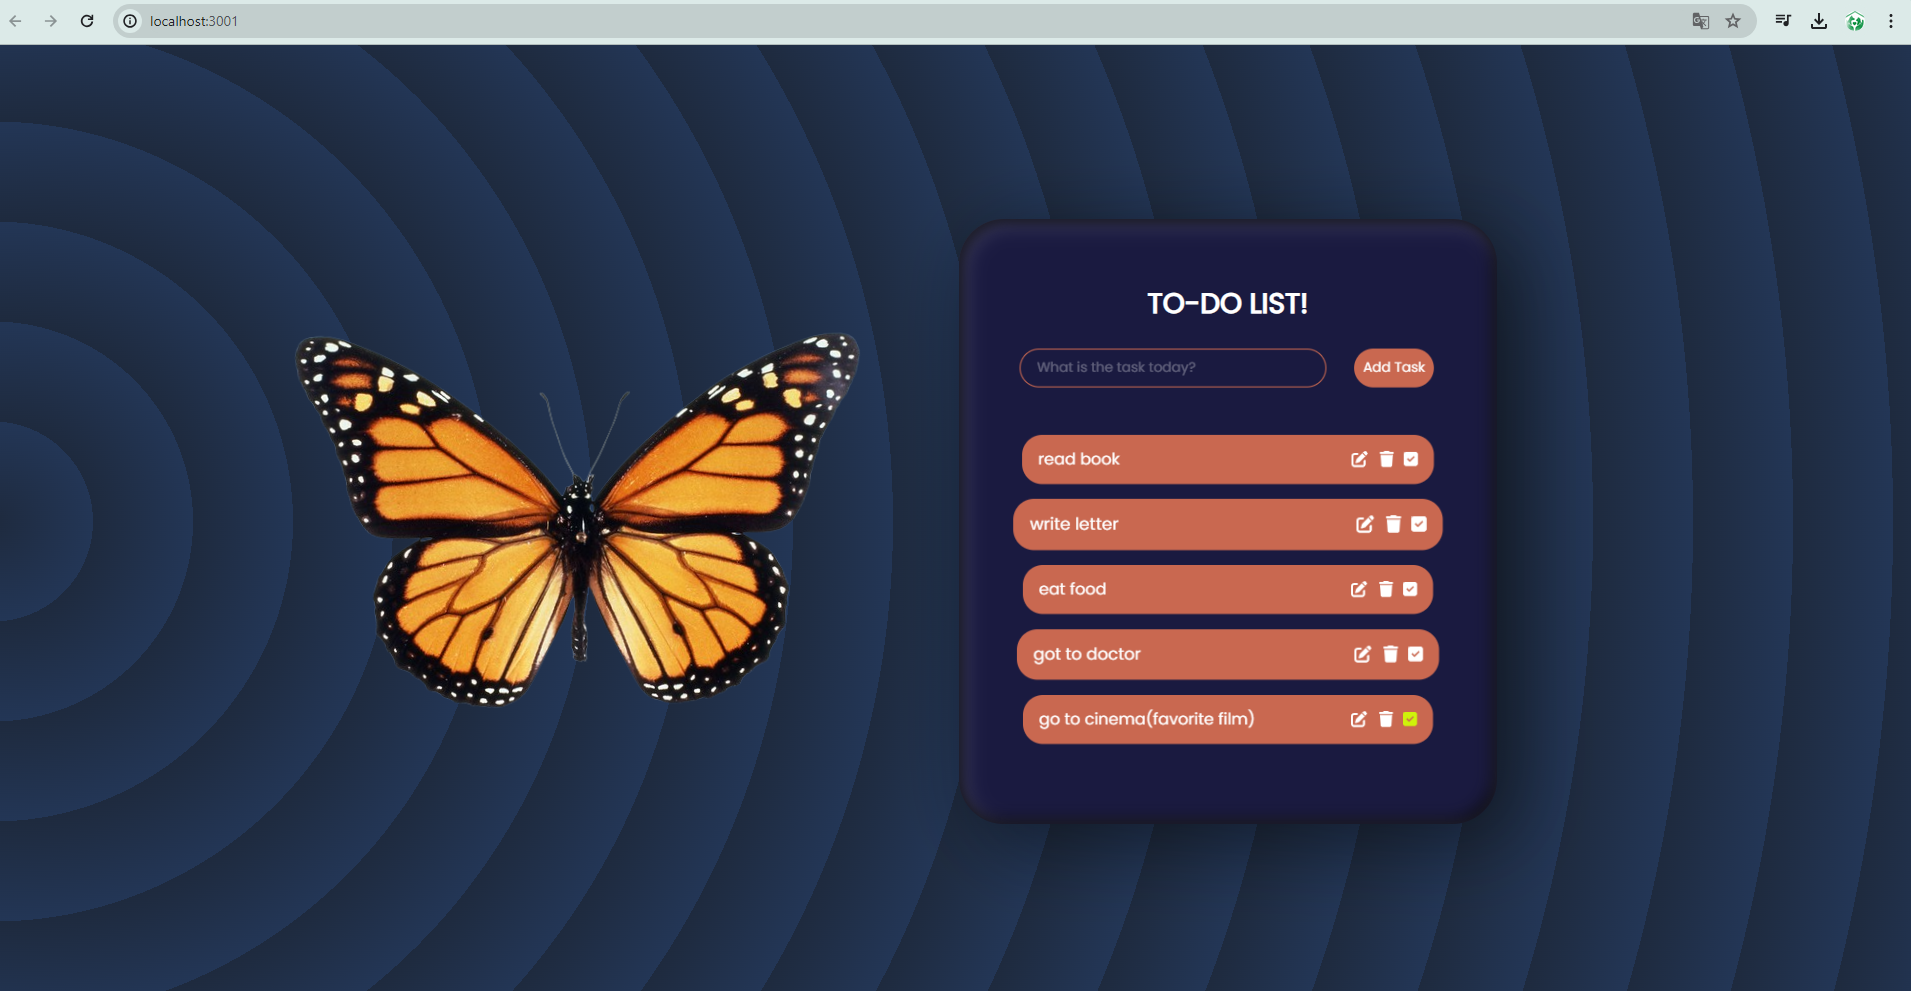 localhost:3001
TO-DO LIST!
What is the task today?
Add Task
read book
write letter
eat food
got to doctor
go to cinema(favorite film)